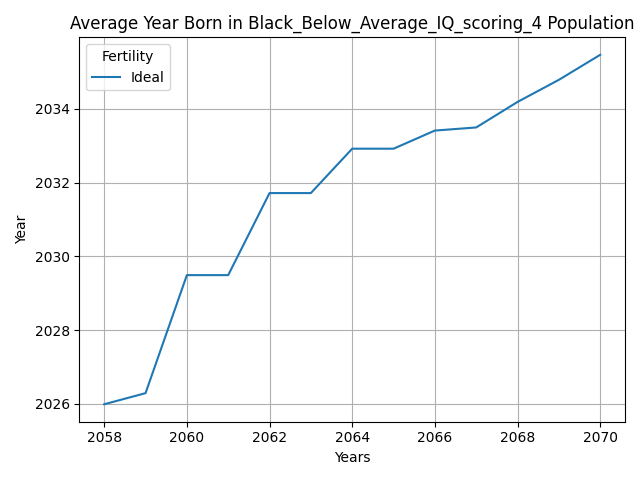 Average Year Born in Black_Below_Average_IQ_scoring_4 Population
Fertility
Ideal
2034
2032
2030
2028
2026
Year
2058 2060 2062 2064 2066 2068 2070
Years